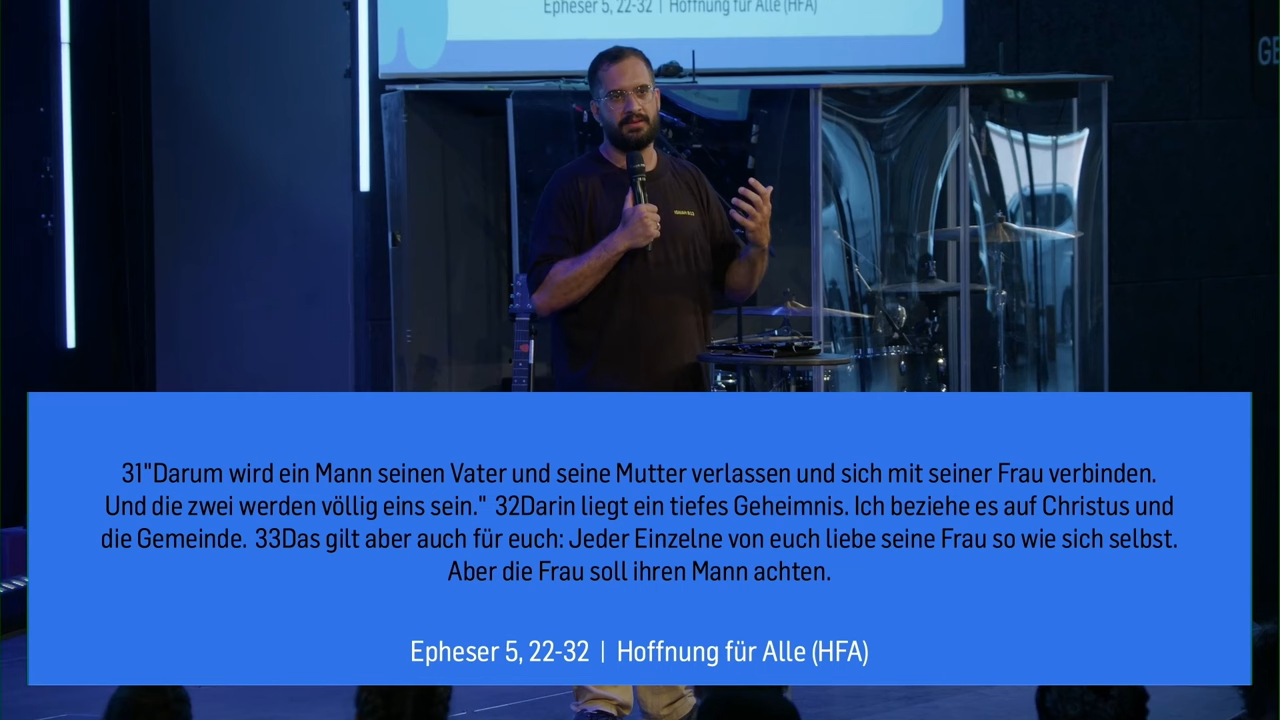 Epheser 5, 22-32 | Hoffnung für Alle (HFA)
GE
31"Darum wird ein Mann seinen Vater und seine Mutter verlassen und sich mit seiner Frau verbinden.
Und die zwei werden völlig eins sein." 32Darin liegt ein tiefes Geheimnis. Ich beziehe es auf Christus und
die Gemeinde. 33Das gilt aber auch für euch: Jeder Einzelne von euch liebe seine Frau so wie sich selbst.
Aber die Frau soll ihren Mann achten.
Epheser 5, 22-32 | Hoffnung für Alle (HFA)